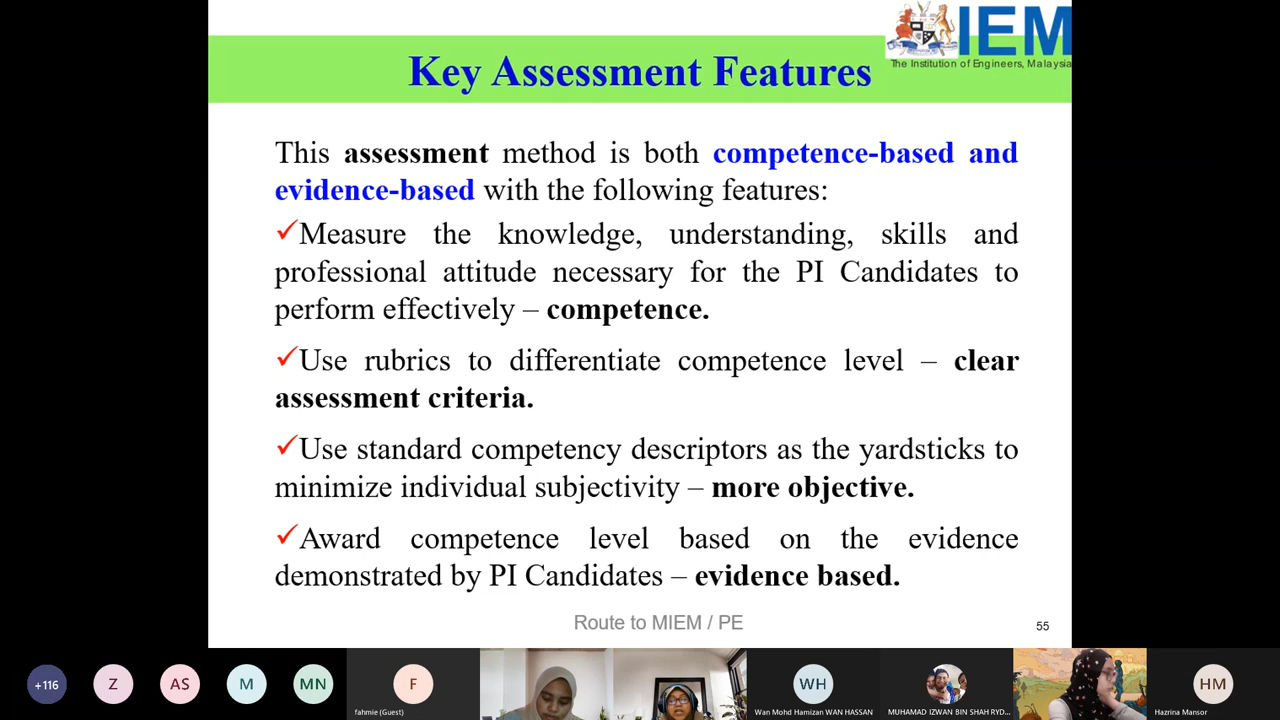 IEM
The Institution of Engineers, Malaysia
Key Assessment Features
This assessment method is both competence-based and
evidence-based with the following features:
✓Measure the knowledge, understanding, skills and
professional attitude necessary for the PI Candidates to
perform effectively – competence.
✓Use rubrics to differentiate competence level – clear
assessment criteria.
✓Use standard competency descriptors as the yardsticks to
minimize individual subjectivity – more objective.
✓Award competence level based on the evidence
demonstrated by PI Candidates – evidence based.
Route to MIEM / PE
55
+116
Z
AS
M
MN
F
fahmie (Guest)
WH
Wan Mohd Hamizan WAN HASSAN
MUHAMAD IZWAN BIN SHAH RYD...
HM
Hazrina Mansor